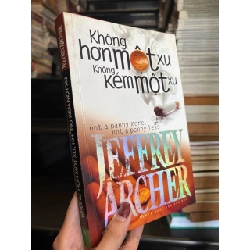 Không
hơn một xu
Không
kém một xu
not a penny more,
not a penny less
JEFFREY
ARCHER